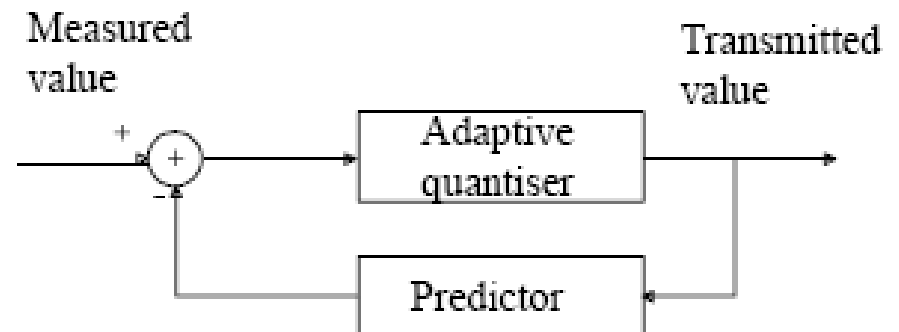 Measured
value
Transmitted
value
+
+
-
Adaptive
quantiser
Predictor